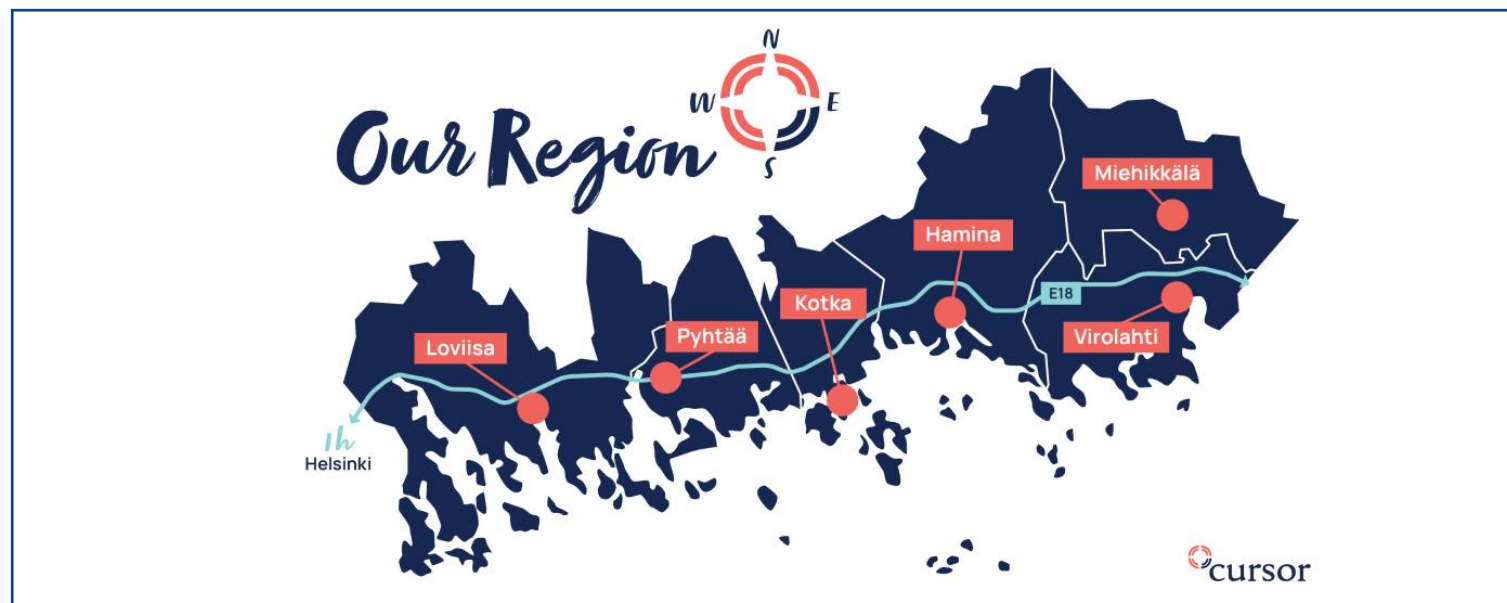 N
W E
S
Our Region
Miehikkälä
Hamina
E18
Kotka
Virolahti
Pyhtää
Loviisa
1h
Helsinki
cursor